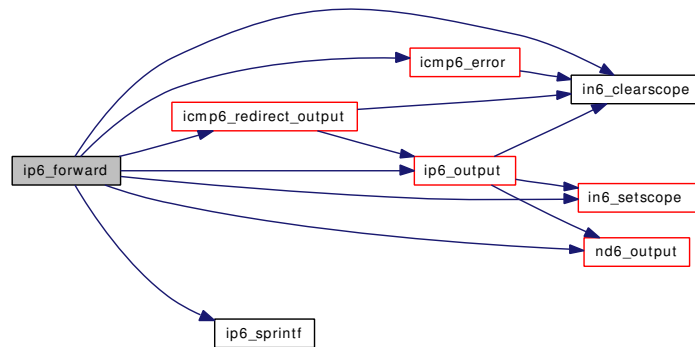 icmp6_error
in6_clearscope
icmp6_redirect_output
ip6_forward
ip6_output
in6_setscope
nd6_output
ip6_sprintf